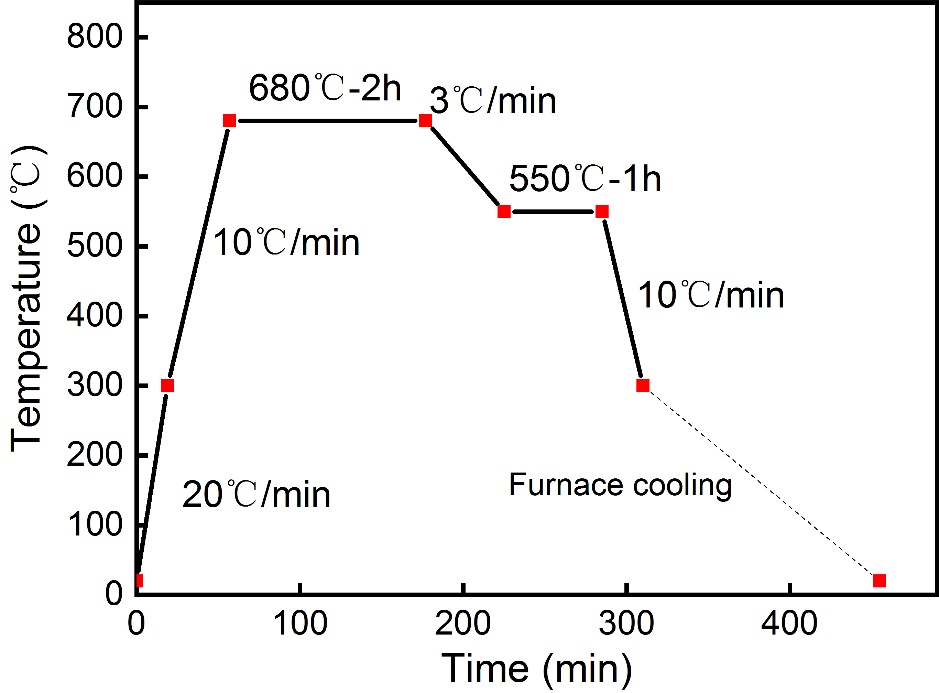 800
700
600
500
400
300
200
100
0
Temperature (℃)
680℃-2h
3℃/min
550℃-1h
10℃/min
10℃/min
20℃/min
Furnace cooling
0 100 200 300 400
Time (min)